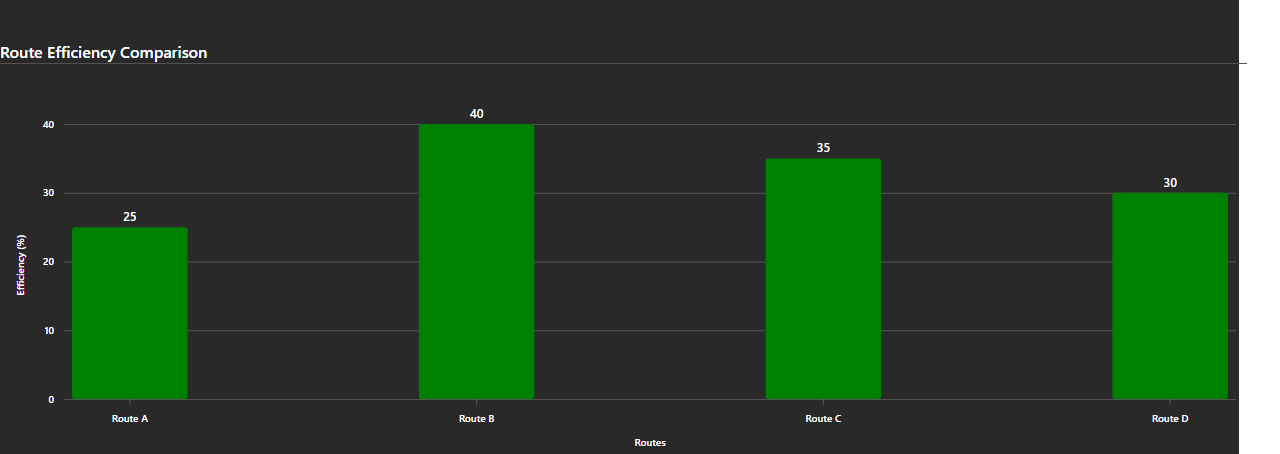 Route Efficiency Comparison
40
35
30
25
40
30
20
10
0
Efficiency (%)
Route A
Route B
Route C
Route D
Routes